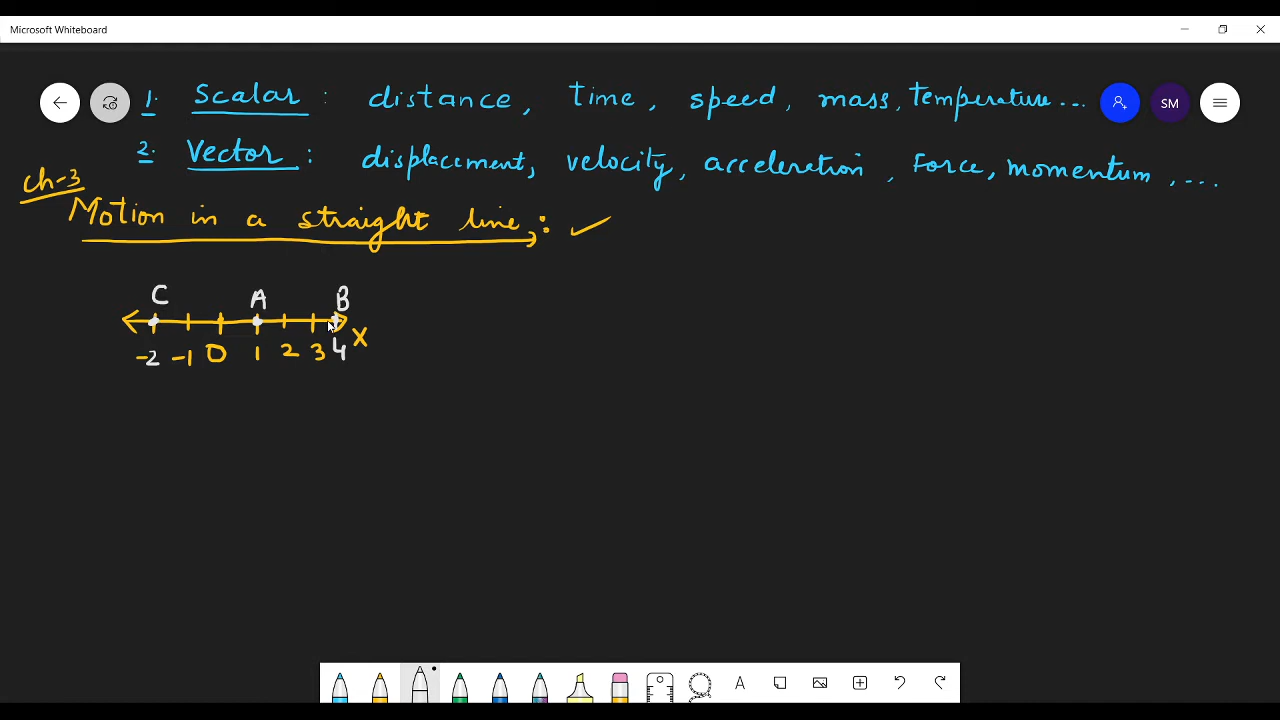 Microsoft Whiteboard
1. Scalar : distance, time, speed, mass, temperature...
SM
2. Vector : displacement, velocity, acceleration, Force, momentum, ...
Ch-3
Motion in a straight line :
C A B
-2 -1 0 1 2 3 4 X
A